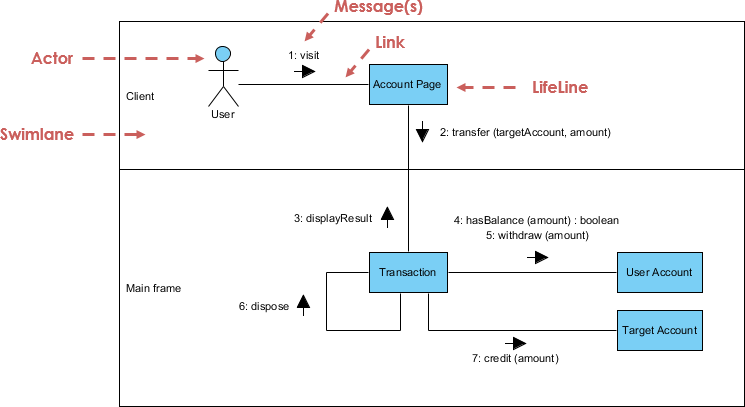 Message(s)
Link
Actor
1: visit
Account Page
LifeLine
Client
User
Swimlane
2: transfer (targetAccount, amount)
3: displayResult
4: hasBalance (amount) : boolean
5: withdraw (amount)
Transaction
User Account
Main frame
6: dispose
Target Account
7: credit (amount)